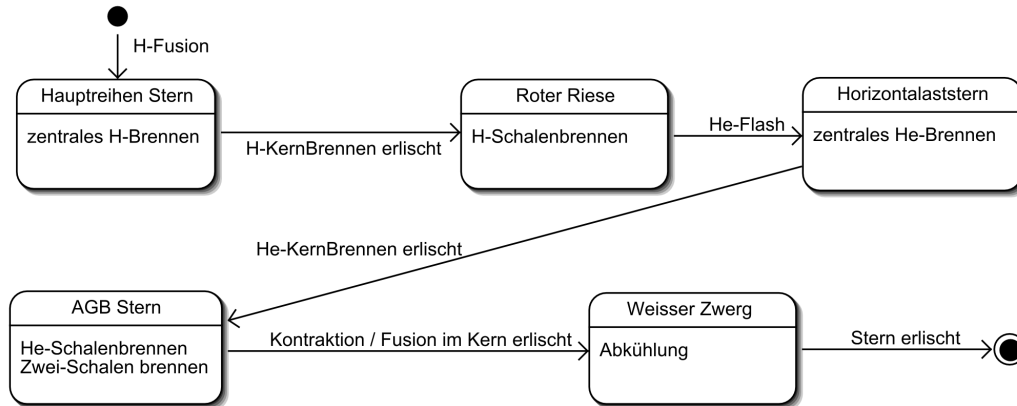 H-Fusion
Hauptreihen Stern
zentrales H-Brennen
H-KernBrennen erlischt
Roter Riese
H-Schalenbrennen
He-Flash
Horizontalaststern
zentrales He-Brennen
He-KernBrennen erlischt
AGB Stern
He-Schalenbrennen
Zwei-Schalen brennen
Kontraktion / Fusion im Kern erlischt
Weisser Zwerg
Abkühlung
Stern erlischt